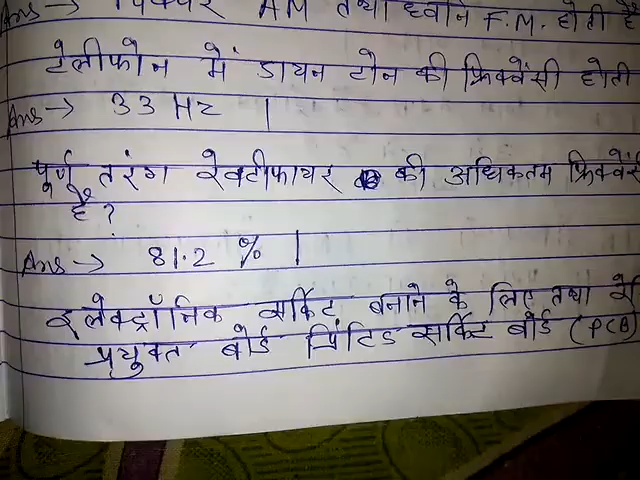 Ans → पिक्चर AM तथा ध्वनि F.M. होती है
टेलीफोन में डायन टोन की फ्रिक्वेंसी होती
Ans → 33 Hz |
पूर्ण तरंग रेक्टीफायर की अधिकतम
है ?
Ans → 81.2 % |
इलेक्ट्रॉनिक सर्किट बनाने के लिए तथा
प्रयुक्त बोर्ड प्रिंटिड सर्किट बोर्ड (PCB)